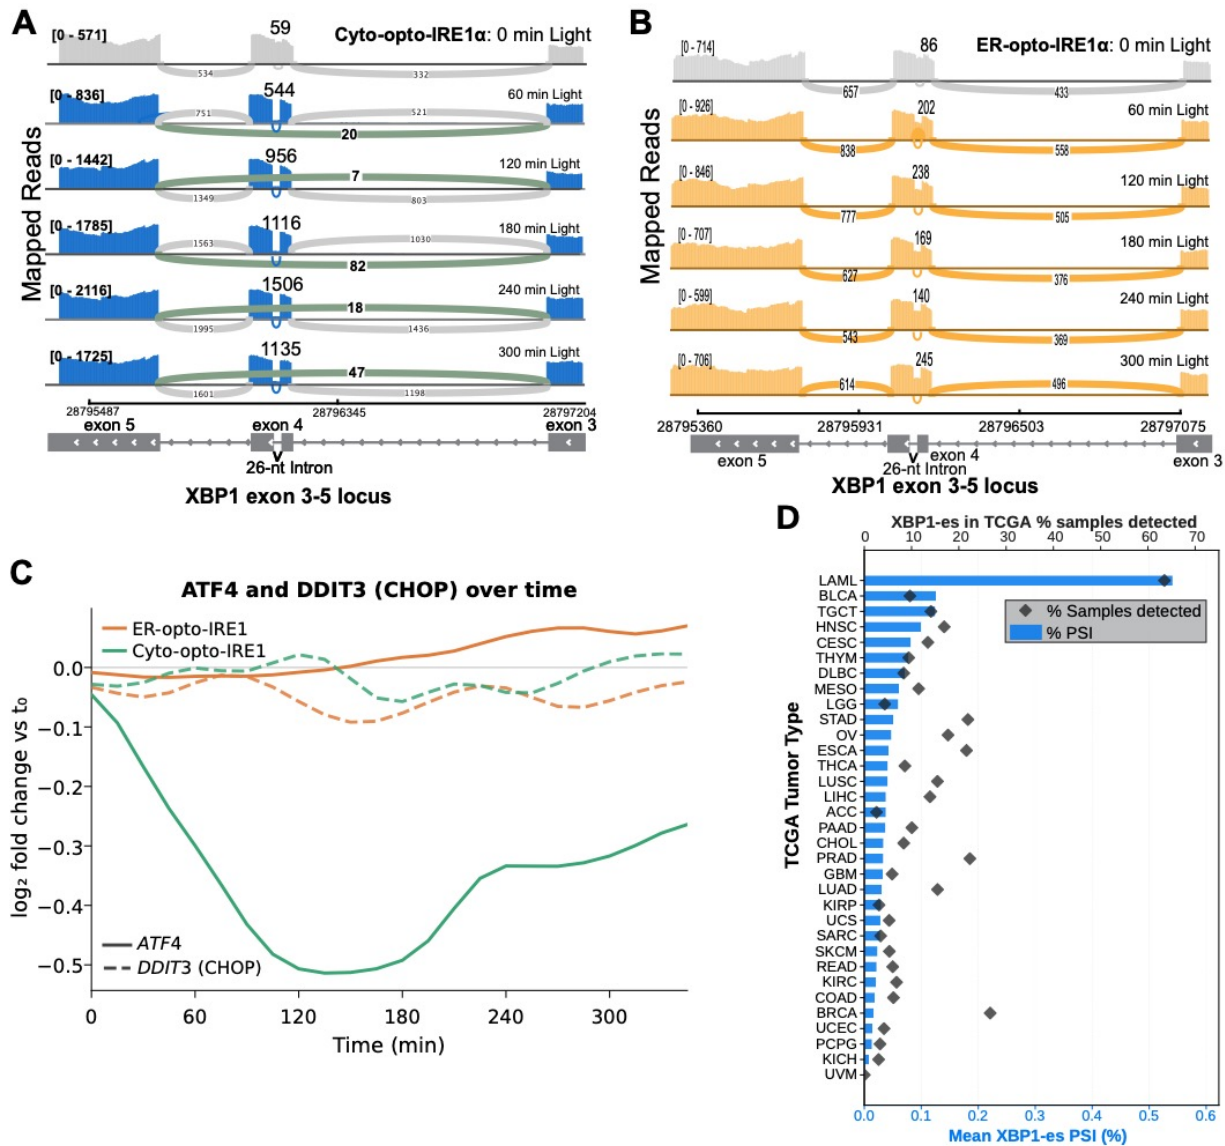 A
[0 - 571]
59
Cyto-opto-IRE1α: 0 min Light
534
332
[0 - 836]
544
60 min Light
751
521
20
[0 - 1442]
956
120 min Light
7
1349
803
[0 - 1785]
1116
180 min Light
1563
1030
82
[0 - 2116]
1506
240 min Light
18
1995
1436
[0 - 1725]
1135
300 min Light
47
1601
1198
Mapped Reads
28795487
28796345
28797204
exon 5
exon 4
exon 3
26-nt Intron
XBP1 exon 3-5 locus
B
[0 - 714]
86
ER-opto-IRE1α: 0 min Light
657
433
[0 - 926]
202
60 min Light
838
558
[0 - 846]
238
120 min Light
777
505
[0 - 707]
169
180 min Light
627
376
[0 - 599]
140
240 min Light
543
369
[0 - 706]
245
300 min Light
614
496
Mapped Reads
28795360
28795931
28796503
28797075
exon 5
exon 4
exon 3
26-nt Intron
XBP1 exon 3-5 locus
C
ATF4 and DDIT3 (CHOP) over time
ER-opto-IRE1
Cyto-opto-IRE1
0.0
−0.1
−0.2
−0.3
−0.4
−0.5
log₂ fold change vs t₀
ATF4
DDIT3 (CHOP)
0
60
120
180
240
300
Time (min)
D
XBP1-es in TCGA % samples detected
0
10
20
30
40
50
60
70
% Samples detected
% PSI
TCGA Tumor Type
LAML
BLCA
TGCT
HNSC
CESC
THYM
DLBC
MESO
LGG
STAD
OV
ESCA
THCA
LUSC
LIHC
ACC
PAAD
CHOL
PRAD
GBM
LUAD
KIRP
UCS
SARC
SKCM
READ
KIRC
COAD
BRCA
UCEC
PCPG
KICH
UVM
0.0
0.1
0.2
0.3
0.4
0.5
0.6
Mean XBP1-es PSI (%)